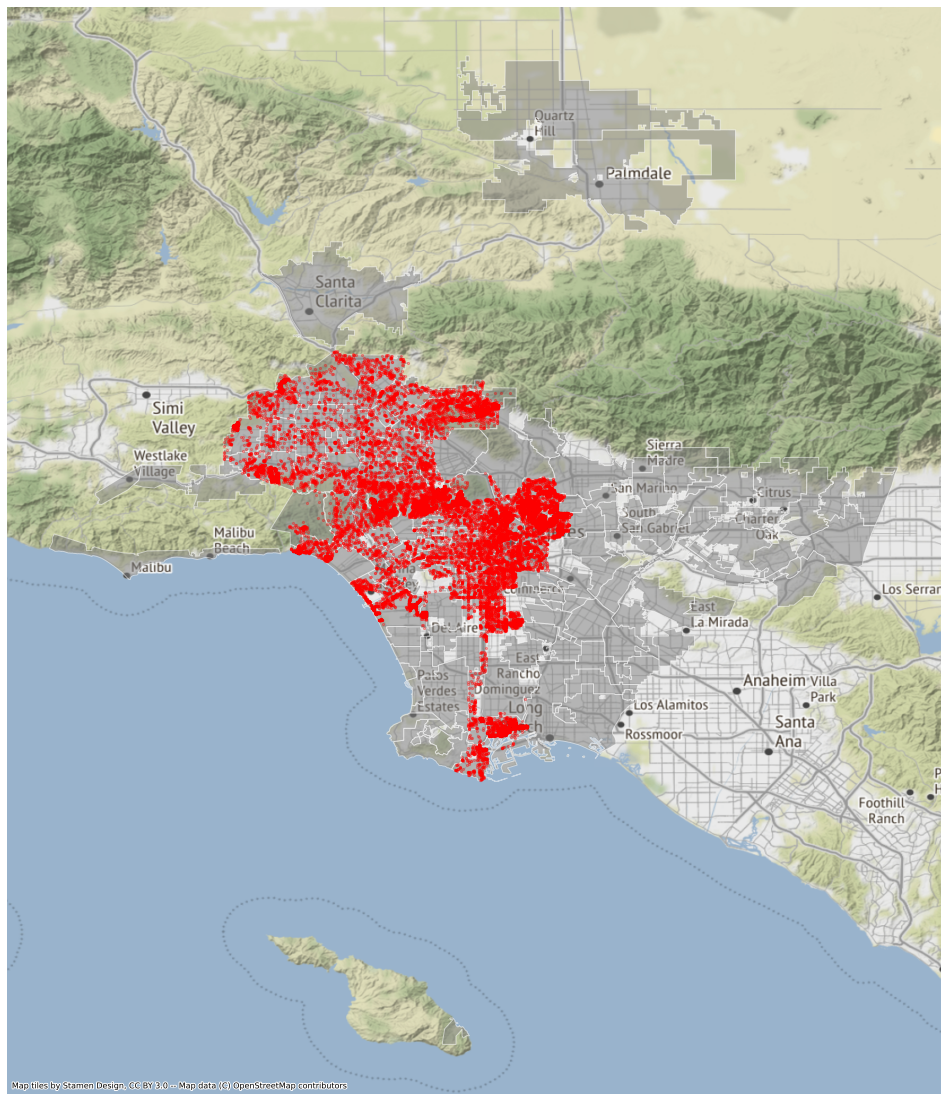 Quartz
Hill
Palmdale
Santa
Clarita
Simi
Valley
Westlake
Village
Sierra
Madre
San Marino
Citrus
South
San Gabriel
Charter
Oak
Malibu
Beach
Malibu
Commerce
Los Serran
East
La Mirada
Del Aire
East
Rancho
Dominguez
Palos
Verdes
Estates
Long
Anaheim
Villa
Park
Los Alamitos
Rossmoor
Santa
Ana
Foothill
Ranch
P
H
Map tiles by Stamen Design, CC BY 3.0 -- Map data (C) OpenStreetMap contributors